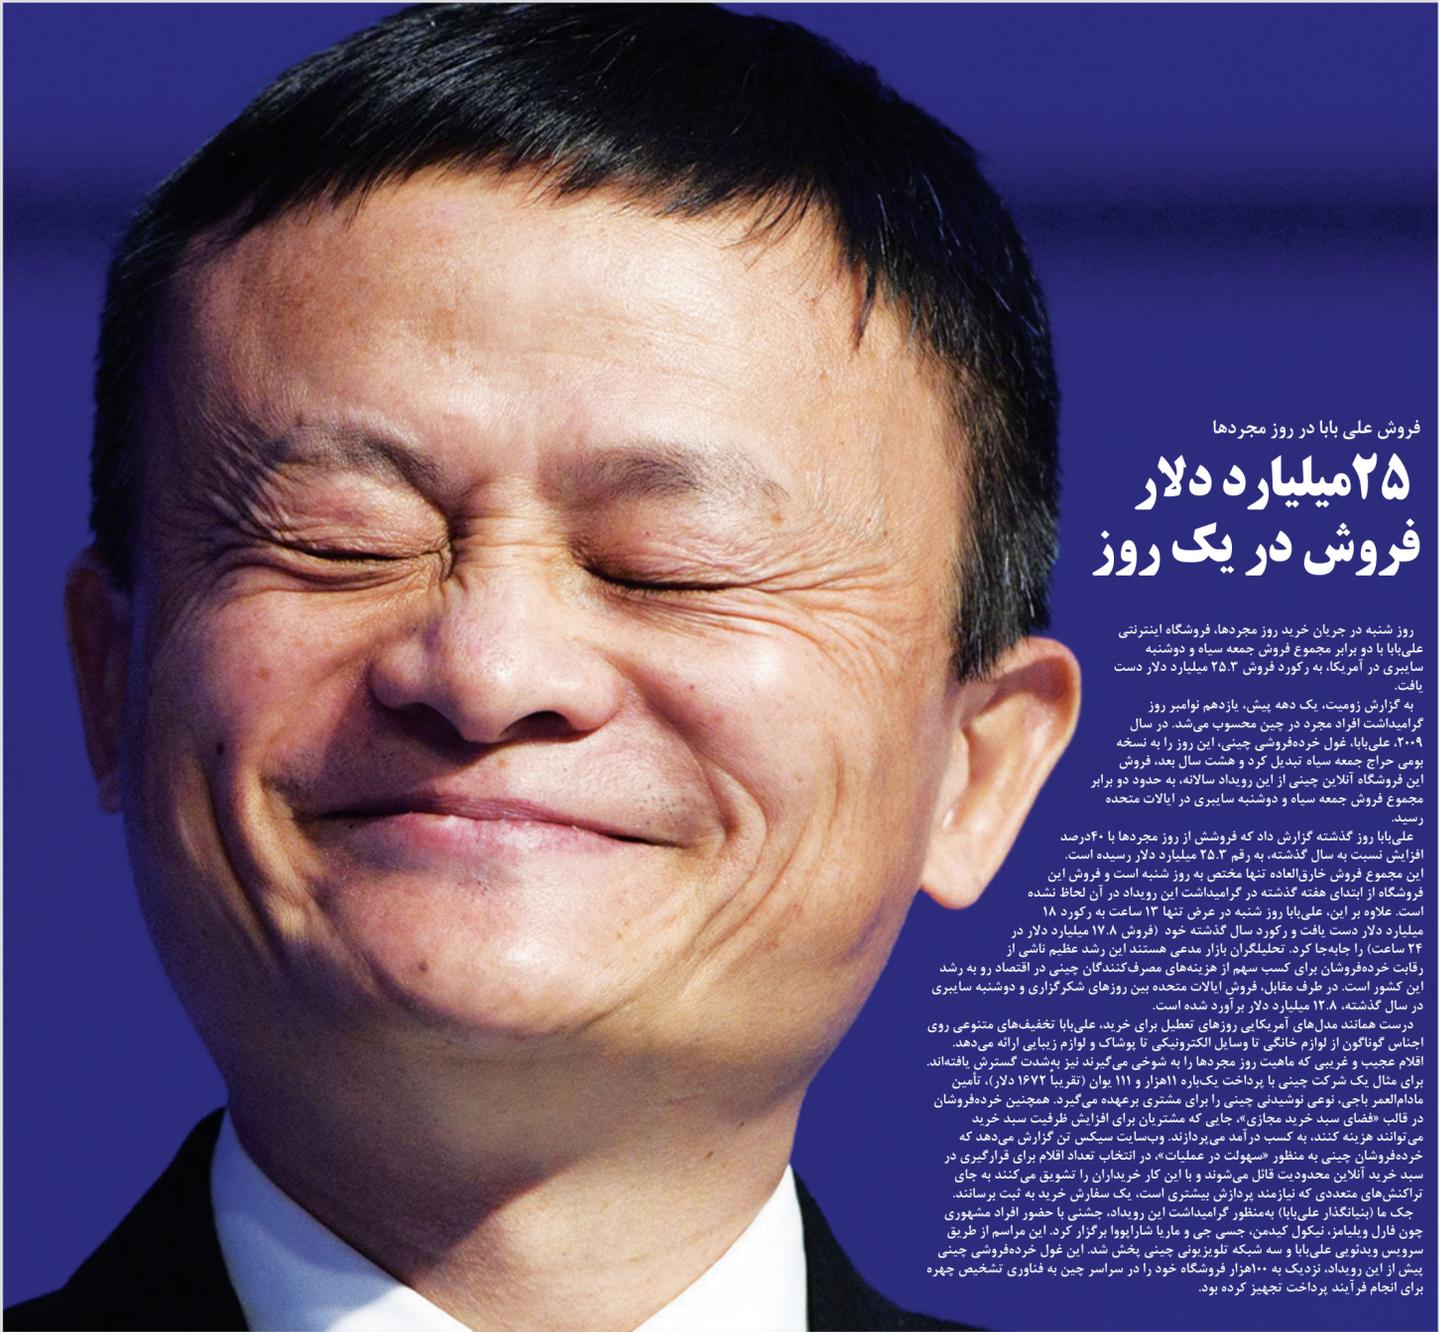 فروش علی بابا در روز مجردها
۲۵میلیارد دلار
فروش در یک روز
روز شنبه در جریان خرید روز مجردها، فروشگاه اینترنتی
علی‌بابا با دو برابر مجموع فروش جمعه سیاه و دوشنبه
سایبری در آمریکا، به رکورد فروش ۲۵.۳ میلیارد دلار دست
یافت.
به گزارش زومیت، یک دهه پیش، یازدهم نوامبر روز
گرامیداشت افراد مجرد در چین محسوب می‌شد. در سال
۲۰۰۹، علی‌بابا، غول خرده‌فروشی چینی، این روز را به نسخه
بومی حراج جمعه سیاه تبدیل کرد و هشت سال بعد، فروش
این فروشگاه آنلاین چینی از این رویداد سالانه، به حدود دو برابر
مجموع فروش جمعه سیاه و دوشنبه سایبری در ایالات متحده
رسید.
علی‌بابا روز گذشته گزارش داد که فروشش از روز مجردها با ۴۰درصد
افزایش نسبت به سال گذشته، به رقم ۲۵.۳ میلیارد دلار رسیده است.
این مجموع فروش خارق‌العاده تنها مختص به روز شنبه است و فروش این
فروشگاه از ابتدای هفته گذشته در گرامیداشت این رویداد در آن لحاظ نشده
است. علاوه بر این، علی‌بابا روز شنبه در عرض تنها ۱۳ ساعت به رکورد ۱۸
میلیارد دلار دست یافت و رکورد سال گذشته خود (فروش ۱۷.۸ میلیارد دلار در
۲۴ ساعت) را جابه‌جا کرد. تحلیلگران بازار مدعی هستند این رشد عظیم ناشی از
رقابت خرده‌فروشان برای کسب سهم از هزینه‌های مصرف‌کنندگان چینی در اقتصاد رو به رشد
این کشور است. در طرف مقابل، فروش ایالات متحده بین روزهای شکرگزاری و دوشنبه سایبری
در سال گذشته، ۱۲.۸ میلیارد دلار برآورد شده است.
درست همانند مدل‌های آمریکایی روزهای تعطیل برای خرید، علی‌بابا تخفیف‌های متنوعی روی
اجناس گوناگون از لوازم خانگی تا وسایل الکترونیکی تا پوشاک و لوازم زیبایی ارائه می‌دهد.
اقلام عجیب و غریبی که ماهیت روز مجردها را به شوخی می‌گیرند نیز به‌شدت گسترش یافته‌اند.
برای مثال یک شرکت چینی با پرداخت یک‌باره ۱۱هزار و ۱۱۱ یوان (تقریباً ۱۶۷۲ دلار)، تأمین
مادام‌العمر باجی، نوعی نوشیدنی چینی را برای مشتری برعهده می‌گیرد. همچنین خرده‌فروشان
در قالب «فضای سبد خرید مجازی»، جایی که مشتریان برای افزایش ظرفیت سبد خرید
می‌توانند هزینه کنند، به کسب درآمد می‌پردازند. وب‌سایت سیکس تن گزارش می‌دهد که
خرده‌فروشان چینی به منظور «سهولت در عملیات»، در انتخاب تعداد اقلام برای قرارگیری در
سبد خرید آنلاین محدودیت قائل می‌شوند و با این کار خریداران را تشویق می‌کنند به جای
تراکنش‌های متعددی که نیازمند پردازش بیشتری است، یک سفارش خرید به ثبت برسانند.
جک ما (بنیانگذار علی‌بابا) به‌منظور گرامیداشت این رویداد، جشنی با حضور افراد مشهوری
چون فارل ویلیامز، نیکول کیدمن، جسی جی و ماریا شاراپووا برگزار کرد. این مراسم از طریق
سرویس ویدئویی علی‌بابا و سه شبکه تلویزیونی چینی پخش شد. این غول خرده‌فروشی چینی
پیش از این رویداد، نزدیک به ۱۰۰هزار فروشگاه خود را در سراسر چین به فناوری تشخیص چهره
برای انجام فرآیند پرداخت تجهیز کرده بود.